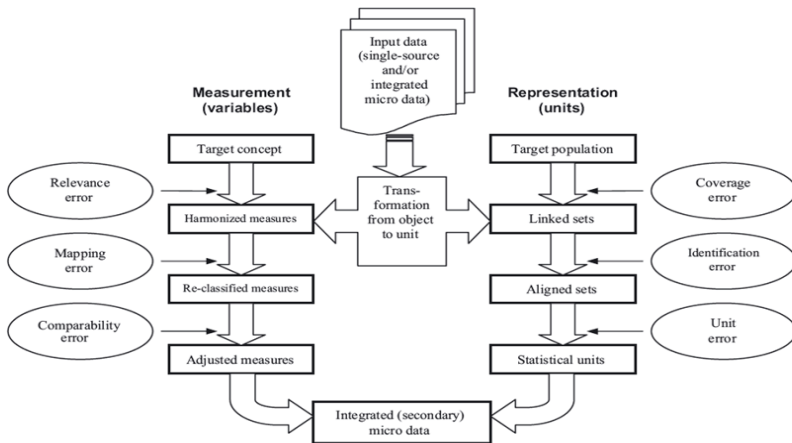 Input data
(single-source
and/or
integrated
micro data)
Measurement
(variables)
Representation
(units)
Target concept
Target population
Relevance
error
Trans-
formation
from object
to unit
Coverage
error
Harmonized measures
Linked sets
Mapping
error
Identification
error
Re-classified measures
Aligned sets
Comparability
error
Unit
error
Adjusted measures
Statistical units
Integrated (secondary)
micro data